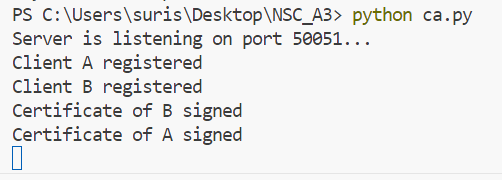 PS C:\Users\suris\Desktop\NSC_A3> python ca.py
Server is listening on port 50051...
Client A registered
Client B registered
Certificate of B signed
Certificate of A signed